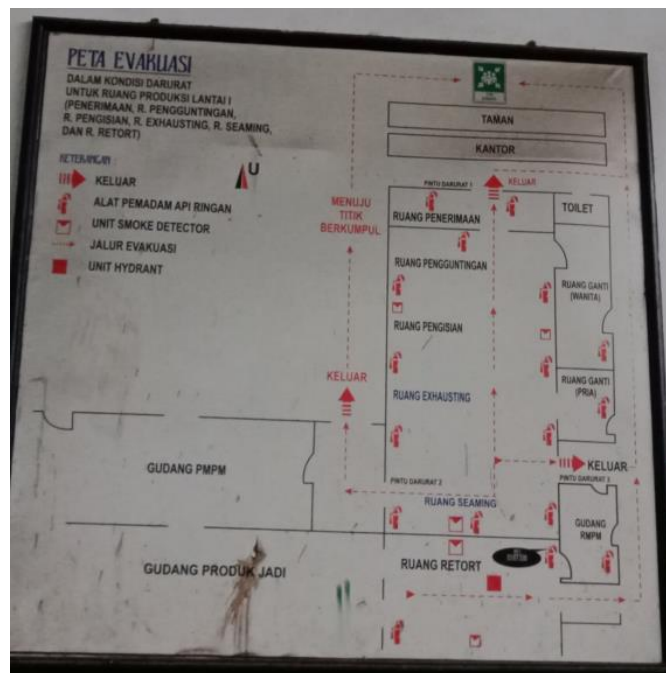 PETA EVAKUASI
DALAM KONDISI DARURAT
UNTUK RUANG PRODUKSI LANTAI I
(PENERIMAAN, R. PENGGUNTINGAN,
R. PENGISIAN, R. EXHAUSTING, R. SEAMING,
DAN R. RETORT)
KETERANGAN :
KELUAR
ALAT PEMADAM API RINGAN
UNIT SMOKE DETECTOR
JALUR EVAKUASI
UNIT HYDRANT
U
TAMAN
KANTOR
PINTU DARURAT 1
KELUAR
MENUJU
TITIK
BERKUMPUL
RUANG PENERIMAAN
TOILET
RUANG PENGGUNTINGAN
RUANG GANTI
(WANITA)
RUANG PENGISIAN
KELUAR
RUANG EXHAUSTING
RUANG GANTI
(PRIA)
GUDANG PMPM
KELUAR
PINTU DARURAT 2
PINTU DARURAT 3
RUANG SEAMING
GUDANG
RMPM
GUDANG PRODUK JADI
RUANG RETORT